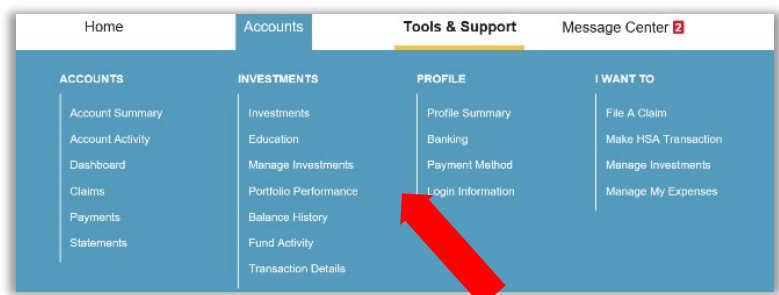 Home Accounts Tools & Support Message Center 2
ACCOUNTS
Account Summary
Account Activity
Dashboard
Claims
Payments
Statements
INVESTMENTS
Investments
Education
Manage Investments
Portfolio Performance
Balance History
Fund Activity
Transaction Details
PROFILE
Profile Summary
Banking
Payment Method
Login Information
I WANT TO
File A Claim
Make HSA Transaction
Manage Investments
Manage My Expenses